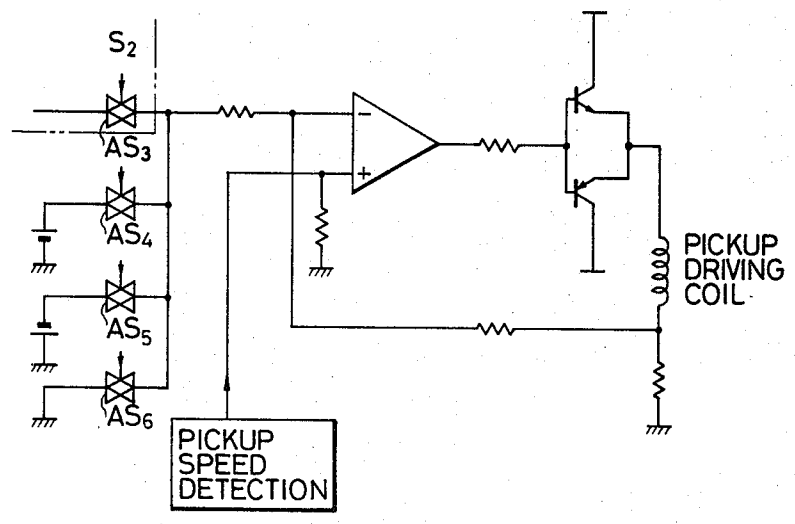 S2
AS3
−
+
AS4
AS5
AS6
PICKUP
DRIVING
COIL
PICKUP
SPEED
DETECTION